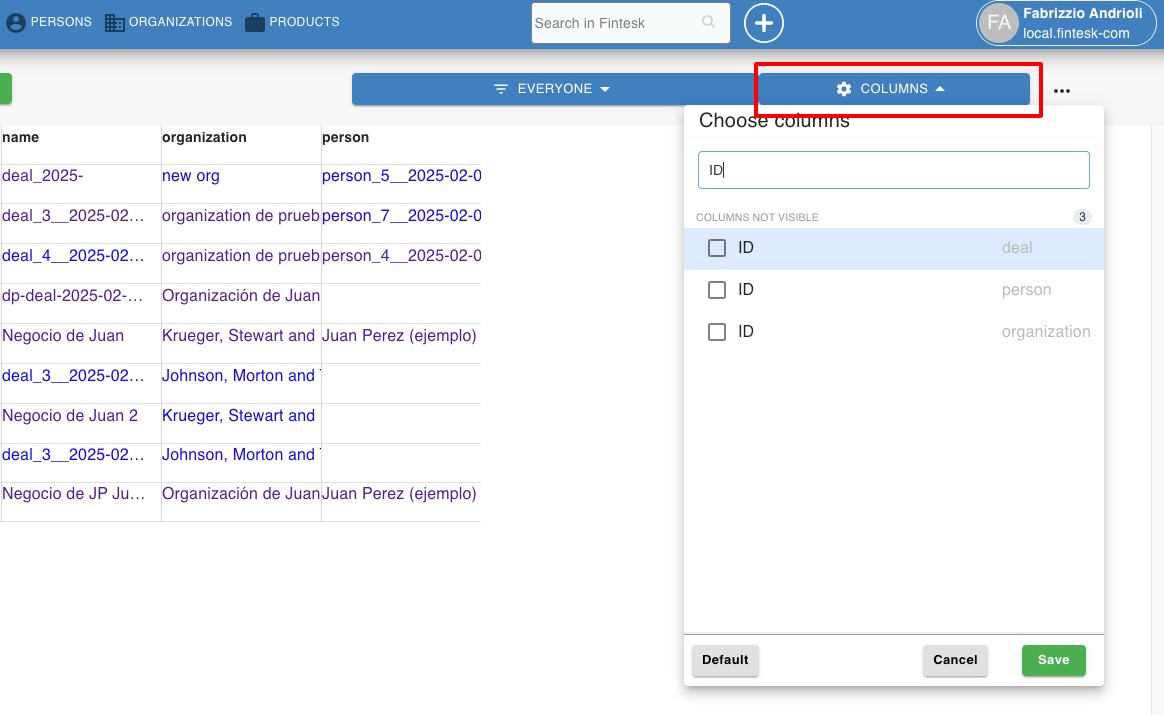 PERSONS ORGANIZATIONS PRODUCTS
Search in Fintesk
FA
Fabrizzio Andrioli
local.fintesk-com
EVERYONE
COLUMNS
name organization person
deal_2025- new org person_5__2025-02-0
deal_3__2025-02... organization de prueb person_7__2025-02-0
deal_4__2025-02... organization de prueb person_4__2025-02-0
dp-deal-2025-02-... Organización de Juan
Negocio de Juan Krueger, Stewart and Juan Perez (ejemplo)
deal_3__2025-02... Johnson, Morton and
Negocio de Juan 2 Krueger, Stewart and
deal_3__2025-02... Johnson, Morton and
Negocio de JP Ju... Organización de Juan Juan Perez (ejemplo)
Choose columns
ID
COLUMNS NOT VISIBLE 3
ID deal
ID person
ID organization
Default Cancel Save